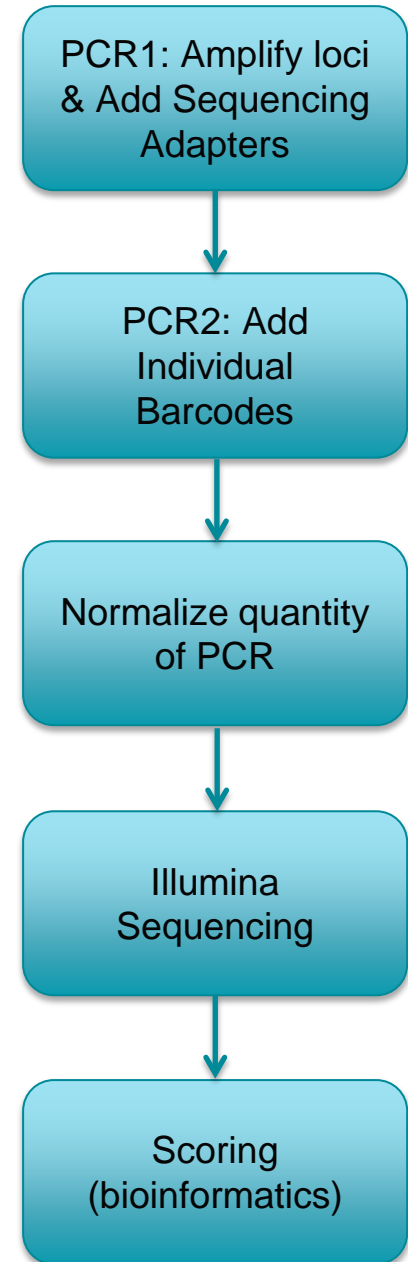 PCR1: Amplify loci
& Add Sequencing
Adapters
PCR2: Add
Individual
Barcodes
Normalize quantity
of PCR
Illumina
Sequencing
Scoring
(bioinformatics)